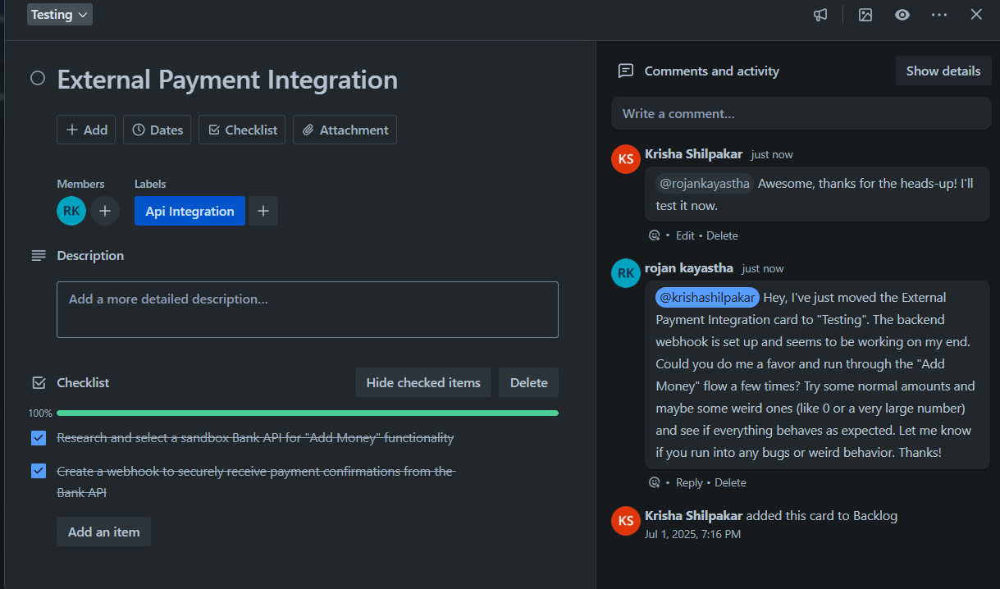 Testing
External Payment Integration
Add
Dates
Checklist
Attachment
Members
Labels
RK
Api Integration
Description
Add a more detailed description...
Checklist
Hide checked items
Delete
100%
Research and select a sandbox Bank API for "Add Money" functionality
Create a webhook to securely receive payment confirmations from the
Bank API
Add an item
Comments and activity
Show details
Write a comment...
KS
Krisha Shilpakar just now
@rojankayastha Awesome, thanks for the heads-up! I'll
test it now.
• Edit • Delete
RK
rojan kayastha just now
@krishashilpakar Hey, I've just moved the External
Payment Integration card to "Testing". The backend
webhook is set up and seems to be working on my end.
Could you do me a favor and run through the "Add
Money" flow a few times? Try some normal amounts and
maybe some weird ones (like 0 or a very large number)
and see if everything behaves as expected. Let me know
if you run into any bugs or weird behavior. Thanks!
• Reply • Delete
KS
Krisha Shilpakar added this card to Backlog
Jul 1, 2025, 7:16 PM